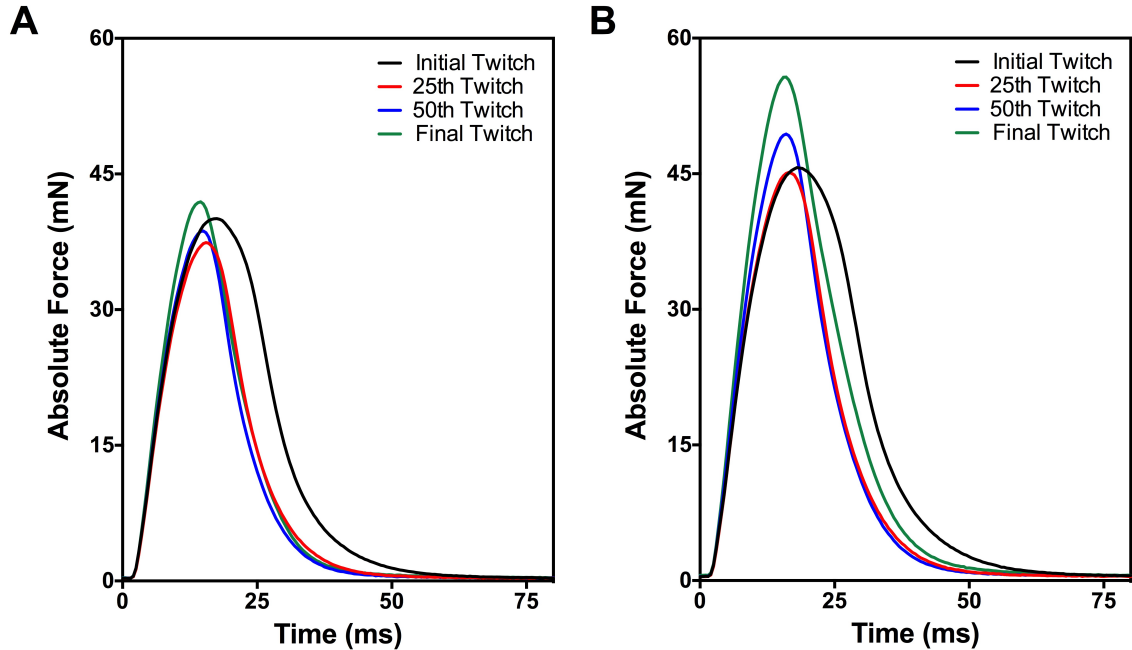 A
Absolute Force (mN)
60
45
30
15
0
Initial Twitch
25th Twitch
50th Twitch
Final Twitch
0
25
50
75
Time (ms)
B
Absolute Force (mN)
60
45
30
15
0
Initial Twitch
25th Twitch
50th Twitch
Final Twitch
0
25
50
75
Time (ms)